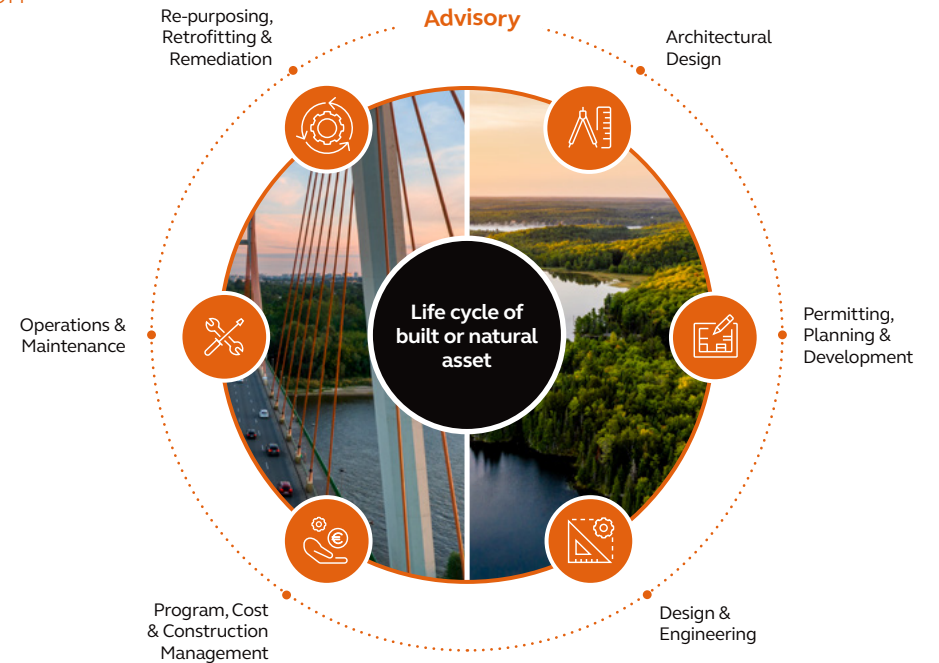 Advisory
Re-purposing,
Retrofitting &
Remediation
Architectural
Design
Life cycle of
built or natural
asset
Operations &
Maintenance
Permitting,
Planning &
Development
Program, Cost
& Construction
Management
Design &
Engineering
€